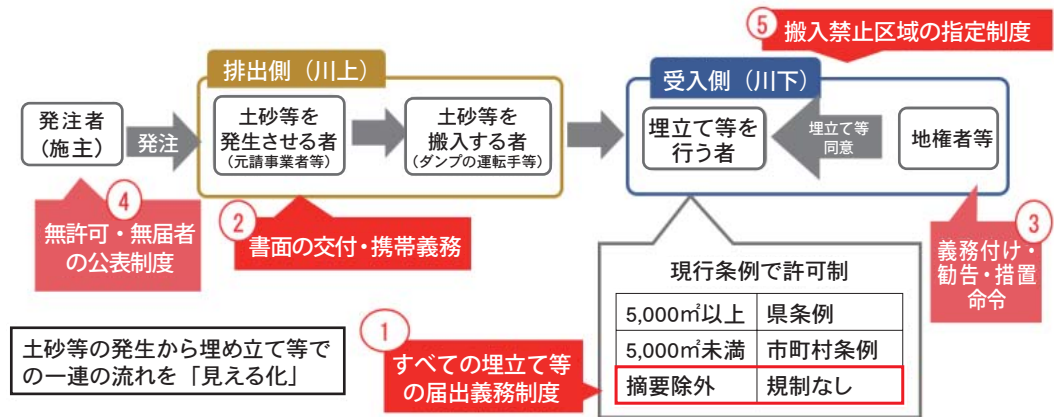 ⑤ 搬入禁止区域の指定制度
排出側（川上）
受入側（川下）
発注者
（施主）
発注
土砂等を
発生させる者
（元請事業者等）
土砂等を
搬入する者
（ダンプの運転手等）
埋立て等を
行う者
埋立て等
同意
地権者等
④
無許可・無届者
の公表制度
②
書面の交付・携帯義務
③
義務付け・
勧告・措置
命令
現行条例で許可制
5,000㎡以上 県条例
5,000㎡未満 市町村条例
摘要除外 規制なし
①
すべての埋立て等
の届出義務制度
土砂等の発生から埋め立て等で
の一連の流れを「見える化」